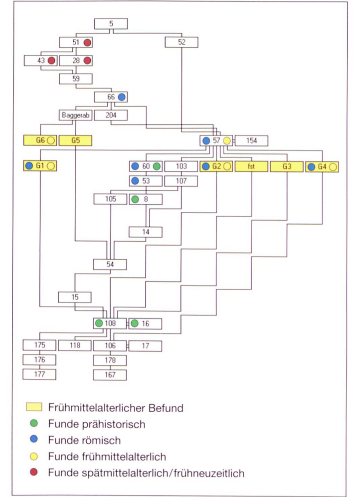 5
51 52
43 28
59
66
Baggerab 204
G6 G5 57 154
G1 60 103 G2 fst G3 G4
53 107
105 8
14
54
15
108 16
175 118 106 17
176 178
177 167
Frühmittelalterlicher Befund
Funde prähistorisch
Funde römisch
Funde frühmittelalterlich
Funde spätmittelalterlich/frühneuzeitlich